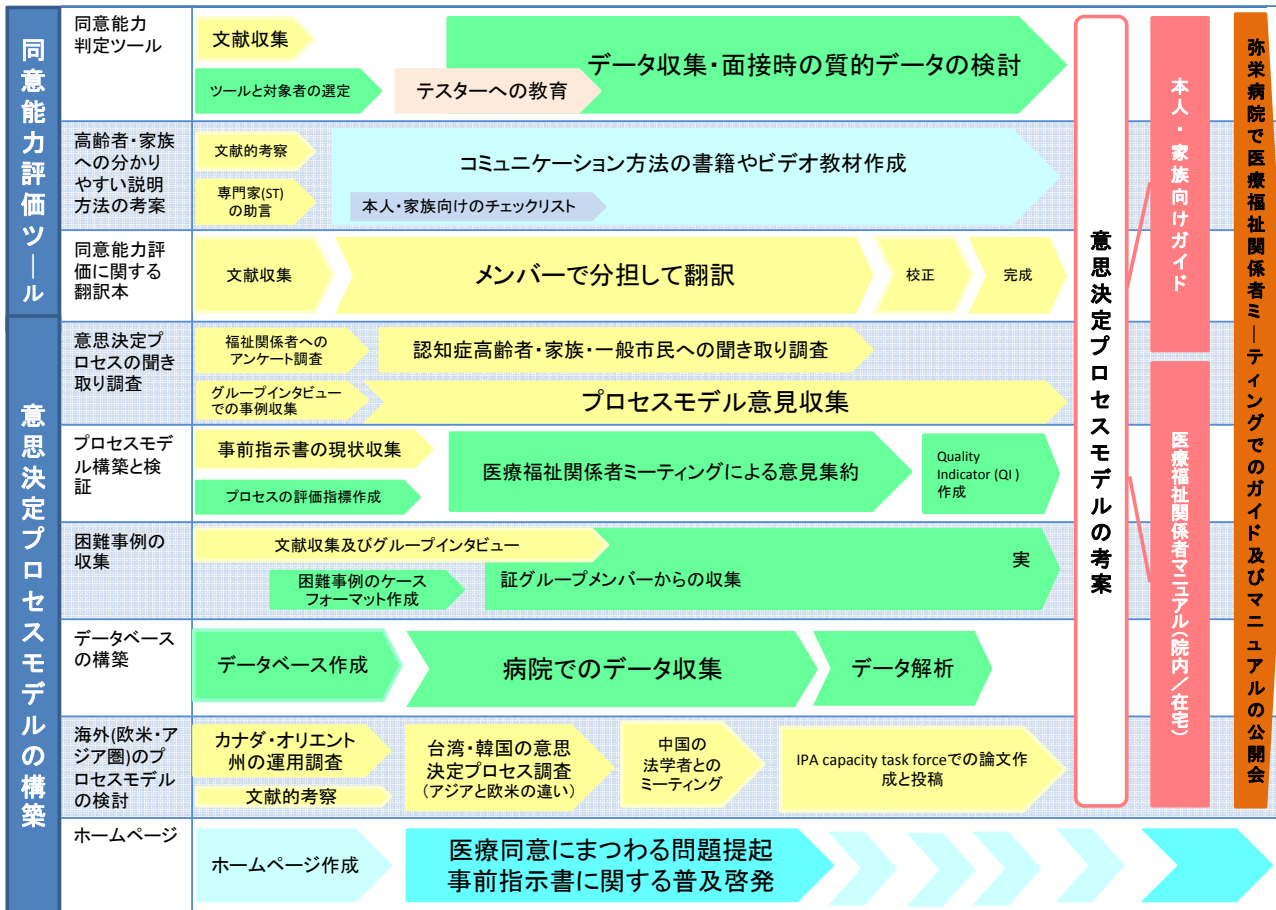 同意能力評価ツール
同意能力
判定ツール
文献収集
ツールと対象者の選定
テスターへの教育
データ収集・面接時の質的データの検討
高齢者・家族
への分かり
やすい説明
方法の考案
文献的考察
専門家(ST)
の助言
コミュニケーション方法の書籍やビデオ教材作成
本人・家族向けのチェックリスト
同意能力評
価に関する
翻訳本
文献収集
メンバーで分担して翻訳
校正
完成
意思決定プロセスモデルの構築
意思決定プ
ロセスの聞き
取り調査
福祉関係者への
アンケート調査
認知症高齢者・家族・一般市民への聞き取り調査
グループインタビュー
での事例収集
プロセスモデル意見収集
プロセスモデ
ル構築と検
証
事前指示書の現状収集
プロセスの評価指標作成
医療福祉関係者ミーティングによる意見集約
Quality
Indicator (QI)
作成
困難事例の
収集
文献収集及びグループインタビュー
困難事例のケース
フォーマット作成
実
証グループメンバーからの収集
データベース
の構築
データベース作成
病院でのデータ収集
データ解析
海外(欧米・ア
ジア圏)のプ
ロセスモデル
の検討
カナダ・オリエント
州の運用調査
文献的考察
台湾・韓国の意思
決定プロセス調査
(アジアと欧米の違い)
中国の
法学者との
ミーティング
IPA capacity task forceでの論文作
成と投稿
ホームページ
ホームページ作成
医療同意にまつわる問題提起
事前指示書に関する普及啓発
意思決定プロセスモデルの考案
本人・家族向けガイド
医療福祉関係者マニュアル(院内/在宅)
弥栄病院で医療福祉関係者ミーティングでのガイド及びマニュアルの公開会